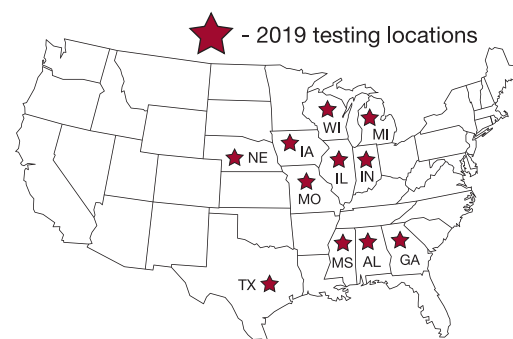 - 2019 testing locations
WI
MI
NE
IA
IL
IN
MO
MS
AL
GA
TX